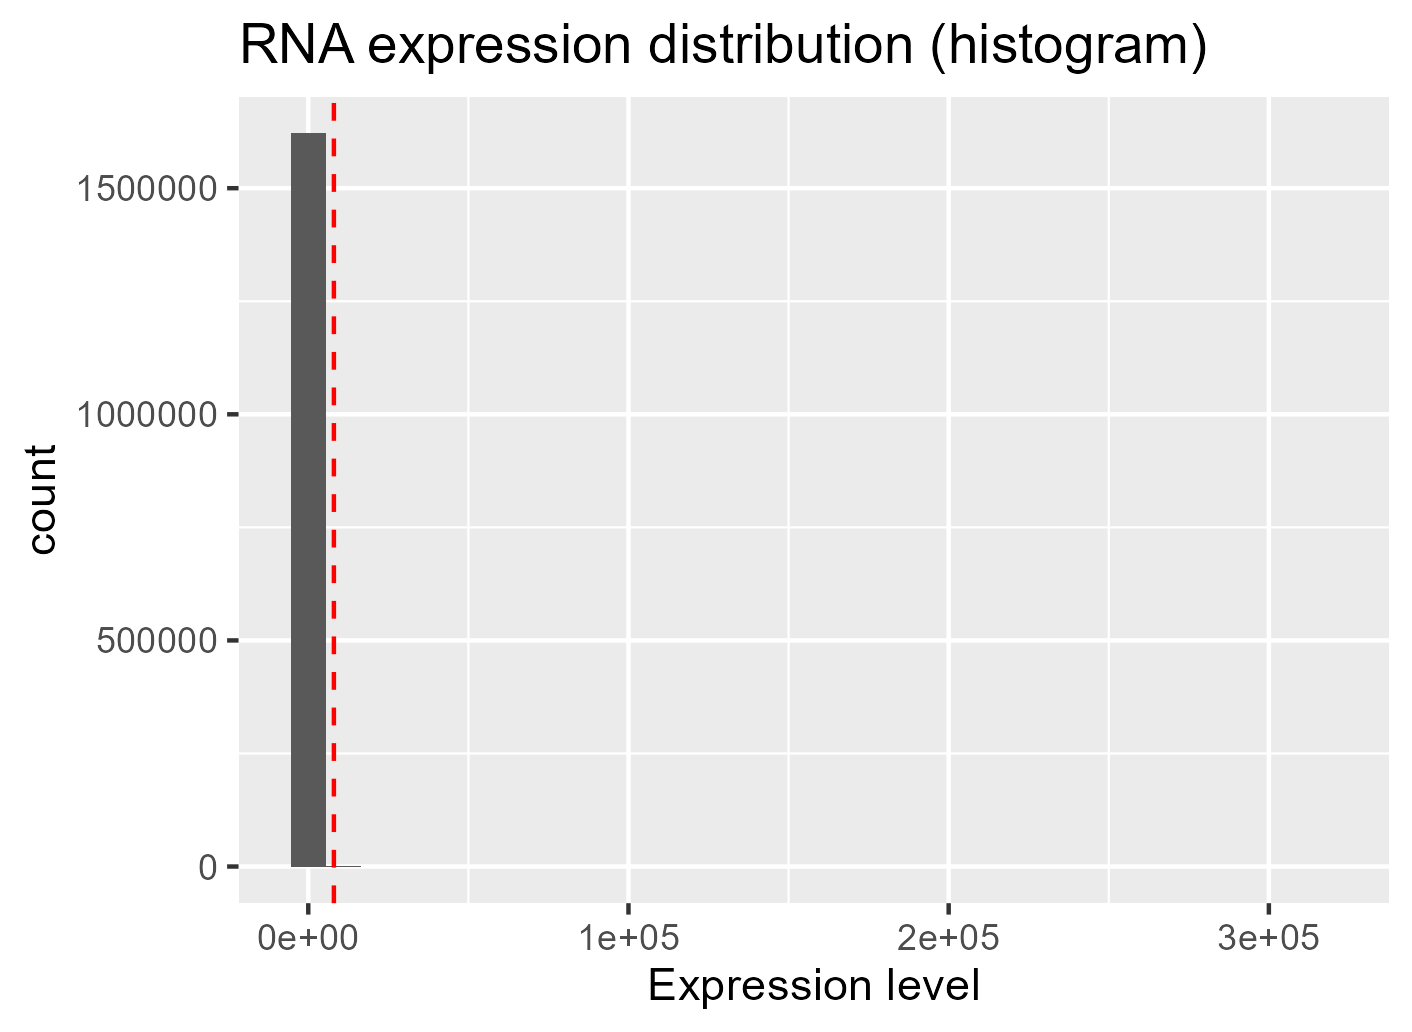 RNA expression distribution (histogram)
count
1500000
1000000
500000
0
0e+00 1e+05 2e+05 3e+05
Expression level